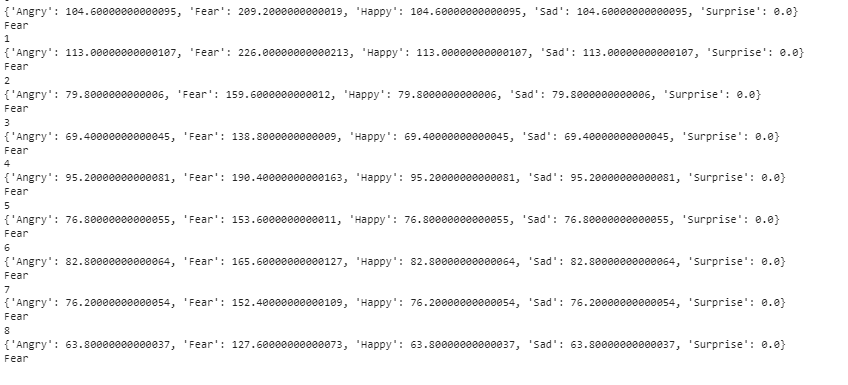 {'Angry': 104.60000000000095, 'Fear': 209.2000000000019, 'Happy': 104.60000000000095, 'Sad': 104.60000000000095, 'Surprise': 0.0}
Fear
1
{'Angry': 113.00000000000107, 'Fear': 226.00000000000213, 'Happy': 113.00000000000107, 'Sad': 113.00000000000107, 'Surprise': 0.0}
Fear
2
{'Angry': 79.8000000000006, 'Fear': 159.6000000000012, 'Happy': 79.8000000000006, 'Sad': 79.8000000000006, 'Surprise': 0.0}
Fear
3
{'Angry': 69.40000000000045, 'Fear': 138.8000000000009, 'Happy': 69.40000000000045, 'Sad': 69.40000000000045, 'Surprise': 0.0}
Fear
4
{'Angry': 95.20000000000081, 'Fear': 190.40000000000163, 'Happy': 95.20000000000081, 'Sad': 95.20000000000081, 'Surprise': 0.0}
Fear
5
{'Angry': 76.80000000000055, 'Fear': 153.6000000000011, 'Happy': 76.80000000000055, 'Sad': 76.80000000000055, 'Surprise': 0.0}
Fear
6
{'Angry': 82.80000000000064, 'Fear': 165.60000000000127, 'Happy': 82.80000000000064, 'Sad': 82.80000000000064, 'Surprise': 0.0}
Fear
7
{'Angry': 76.20000000000054, 'Fear': 152.40000000000109, 'Happy': 76.20000000000054, 'Sad': 76.20000000000054, 'Surprise': 0.0}
Fear
8
{'Angry': 63.80000000000037, 'Fear': 127.60000000000073, 'Happy': 63.80000000000037, 'Sad': 63.80000000000037, 'Surprise': 0.0}
Fear